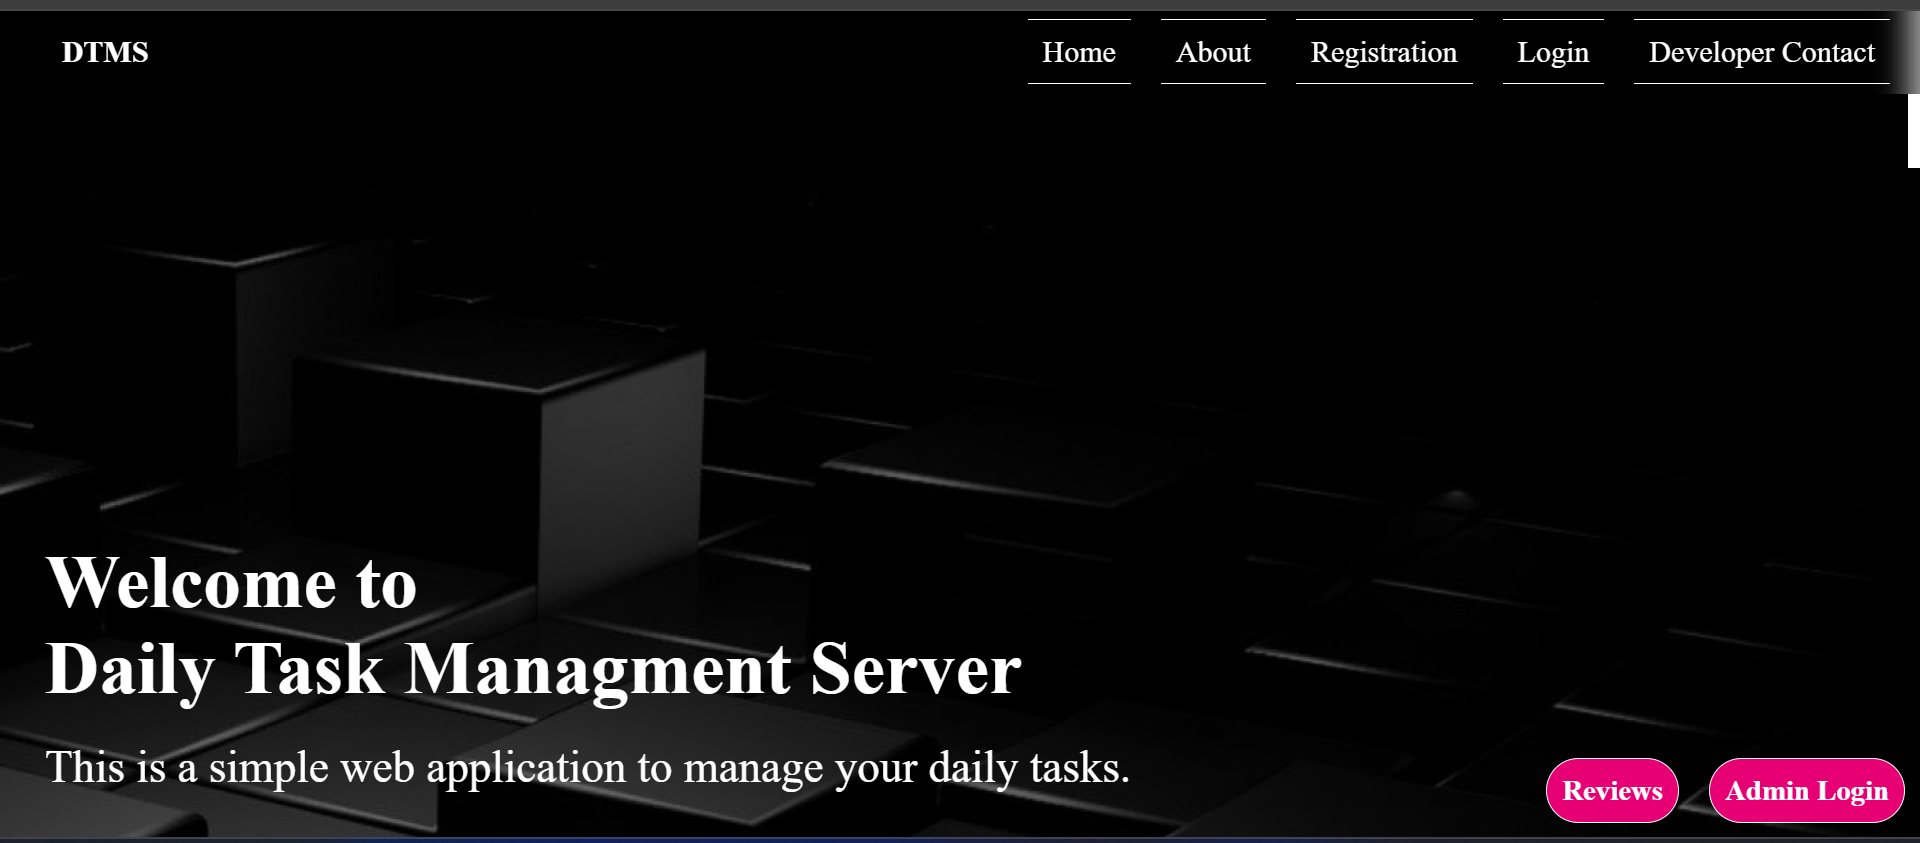 DTMS
Home About Registration Login Developer Contact
Welcome to
Daily Task Managment Server
This is a simple web application to manage your daily tasks.
Reviews Admin Login